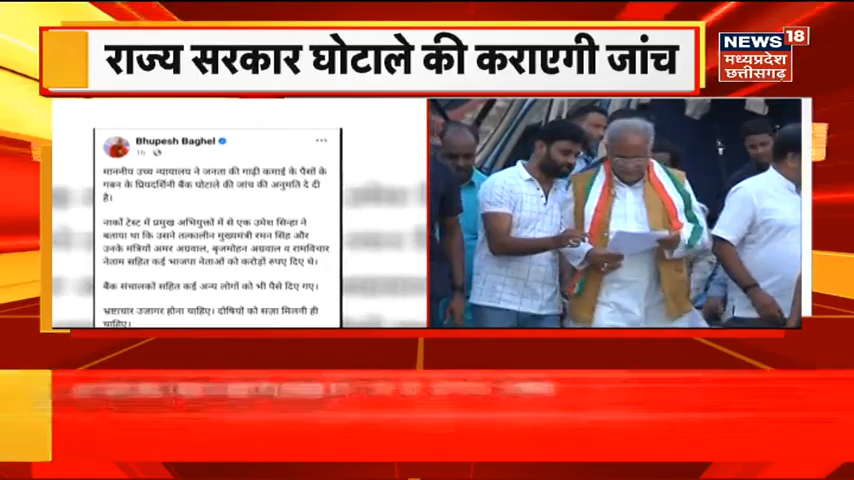 राज्य सरकार घोटाले की कराएगी जांच
NEWS 18
मध्यप्रदेश
छत्तीसगढ़
Bhupesh Baghel
1h
माननीय उच्च न्यायालय ने जनता की गाढ़ी कमाई के पैसों के
गबन के प्रियदर्शिनी बैंक घोटाले की जांच की अनुमति दे दी
है।
नार्को टेस्ट में प्रमुख अभियुक्तों में से एक उमेश सिन्हा ने
बताया था कि उसने तत्कालीन मुख्यमंत्री रमन सिंह और
उनके मंत्रियों अमर अग्रवाल, बृजमोहन अग्रवाल व रामविचार
नेताम सहित कई भाजपा नेताओं को करोड़ों रुपए दिए थे।
बैंक संचालकों सहित कई अन्य लोगों को भी पैसे दिए गए।
भ्रष्टाचार उजागर होना चाहिए। दोषियों को सज़ा मिलनी ही
चाहिए।